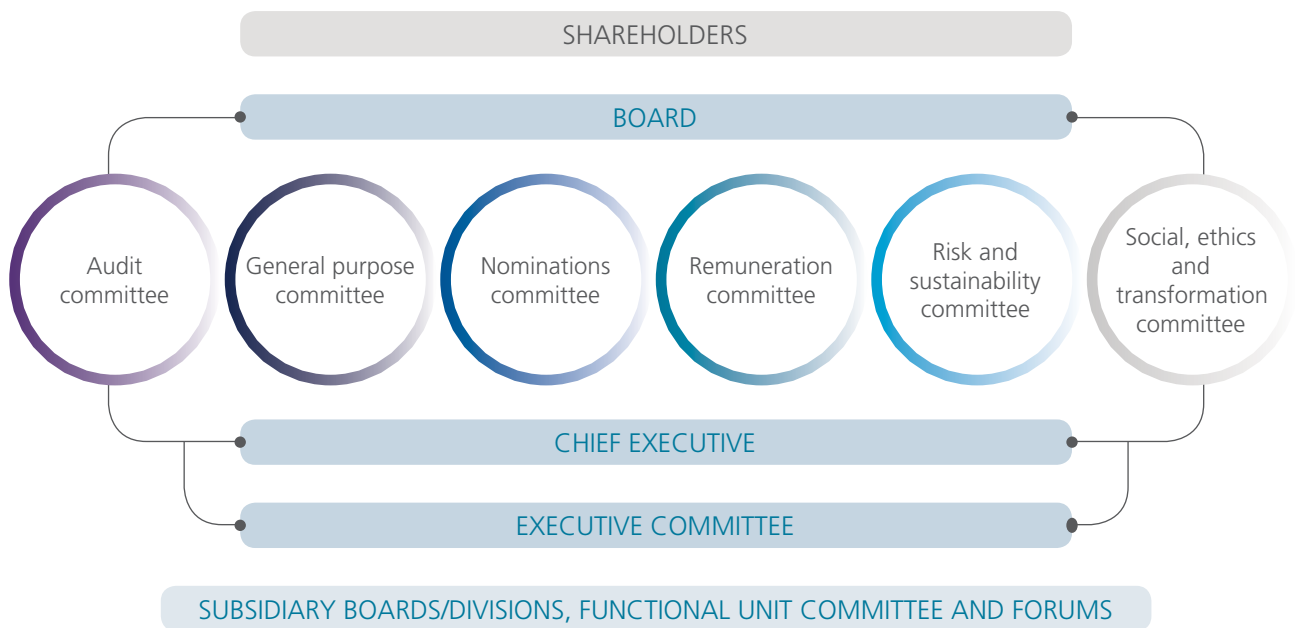 SHAREHOLDERS
BOARD
Audit
committee
General purpose
committee
Nominations
committee
Remuneration
committee
Risk and
sustainability
committee
Social, ethics
and
transformation
committee
CHIEF EXECUTIVE
EXECUTIVE COMMITTEE
SUBSIDIARY BOARDS/DIVISIONS, FUNCTIONAL UNIT COMMITTEE AND FORUMS